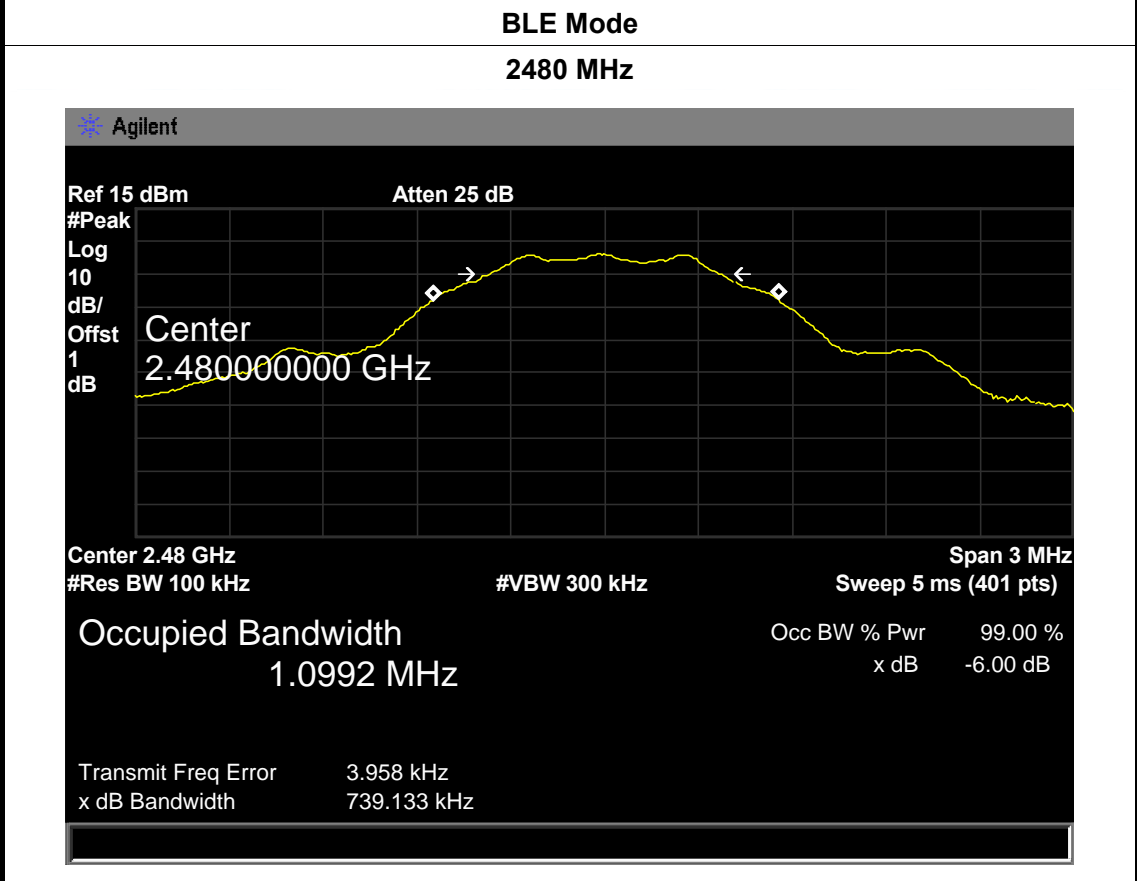 BLE Mode
2480 MHz
Agilent
Ref 15 dBm Atten 25 dB
#Peak
Log
10
dB/
Offst
1
dB
Center
2.480000000 GHz
Center 2.48 GHz Span 3 MHz
#Res BW 100 kHz #VBW 300 kHz Sweep 5 ms (401 pts)
Occupied Bandwidth Occ BW % Pwr 99.00 %
1.0992 MHz x dB -6.00 dB
Transmit Freq Error 3.958 kHz
x dB Bandwidth 739.133 kHz